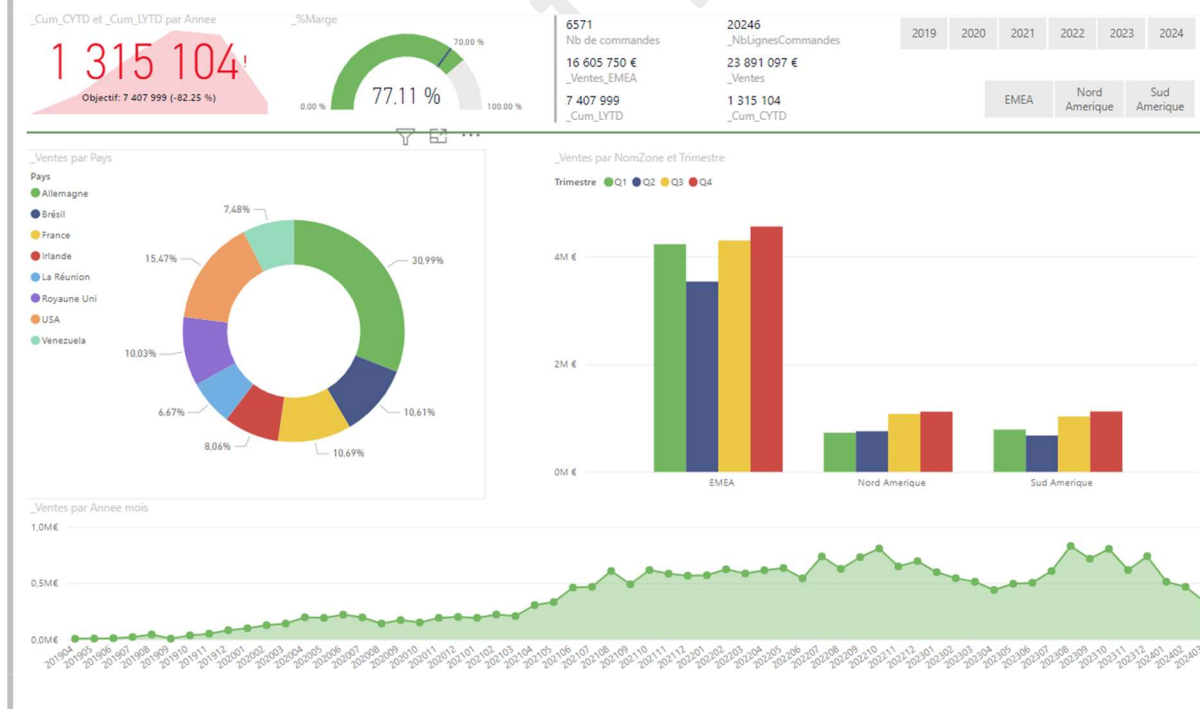 _Cum_CYTD et _Cum_LYTD par Annee
1 315 104!
Objectif: 7 407 999 (-82.25 %)
_%Marge
70.00 %
77,11 %
0.00 %
100.00 %
6571
Nb de commandes
20246
_NbLignesCommandes
16 605 750 €
_Ventes_EMEA
23 891 097 €
_Ventes
7 407 999
_Cum_LYTD
1 315 104
_Cum_CYTD
2019 2020 2021 2022 2023 2024
EMEA
Nord Amerique
Sud Amerique
_Ventes par Pays
Pays
Allemagne
Brésil
France
Irlande
La Réunion
Royaune Uni
USA
Venezuela
7,48%
15,47%
30,99%
10,03%
6,67%
8,06%
10,69%
10,61%
_Ventes par NomZone et Trimestre
Trimestre Q1 Q2 Q3 Q4
4M €
2M €
0M €
EMEA Nord Amerique Sud Amerique
_Ventes par Annee mois
1,0M€
0,5M€
0,0M€
201904 201905 201906 201907 201908 201909 201910 201911 201912 202001 202002 202003 202004 202005 202006 202007 202008 202009 202010 202011 202012 202101 202102 202103 202104 202105 202106 202107 202108 202109 202110 202111 202112 202201 202202 202203 202204 202205 202206 202207 202208 202209 202210 202211 202212 202301 202302 202303 202304 202305 202306 202307 202308 202309 202310 202311 202312 202401 202402 202403